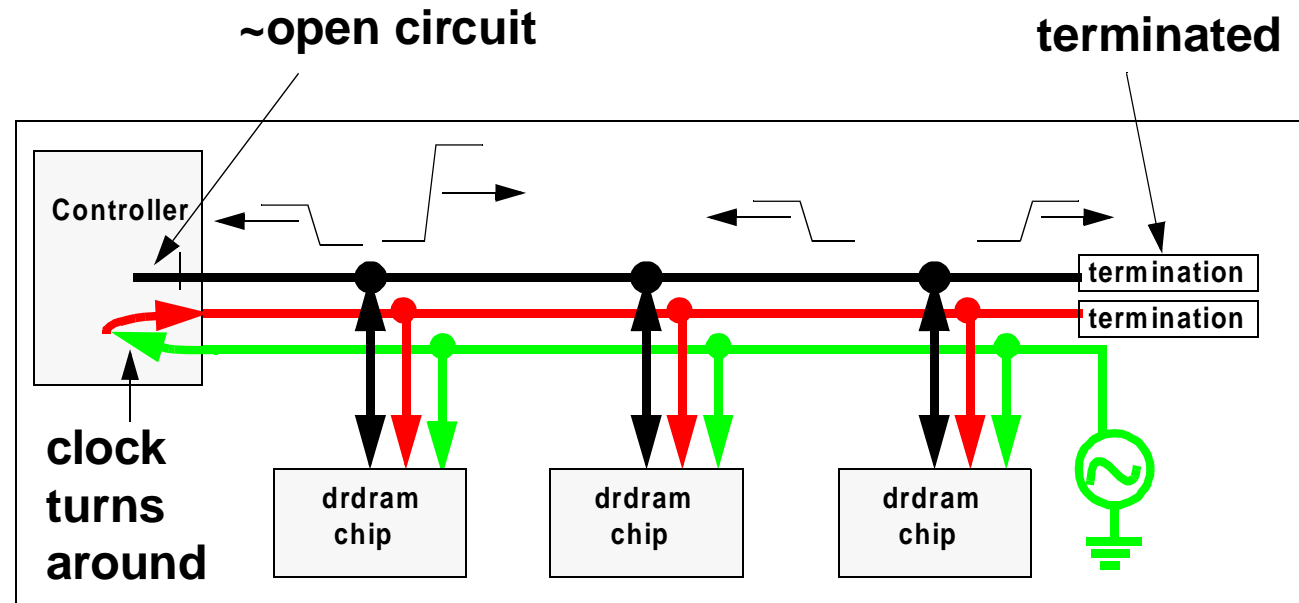 ~open circuit
terminated
Controller
termination
termination
clock
turns
around
drdram
chip
drdram
chip
drdram
chip